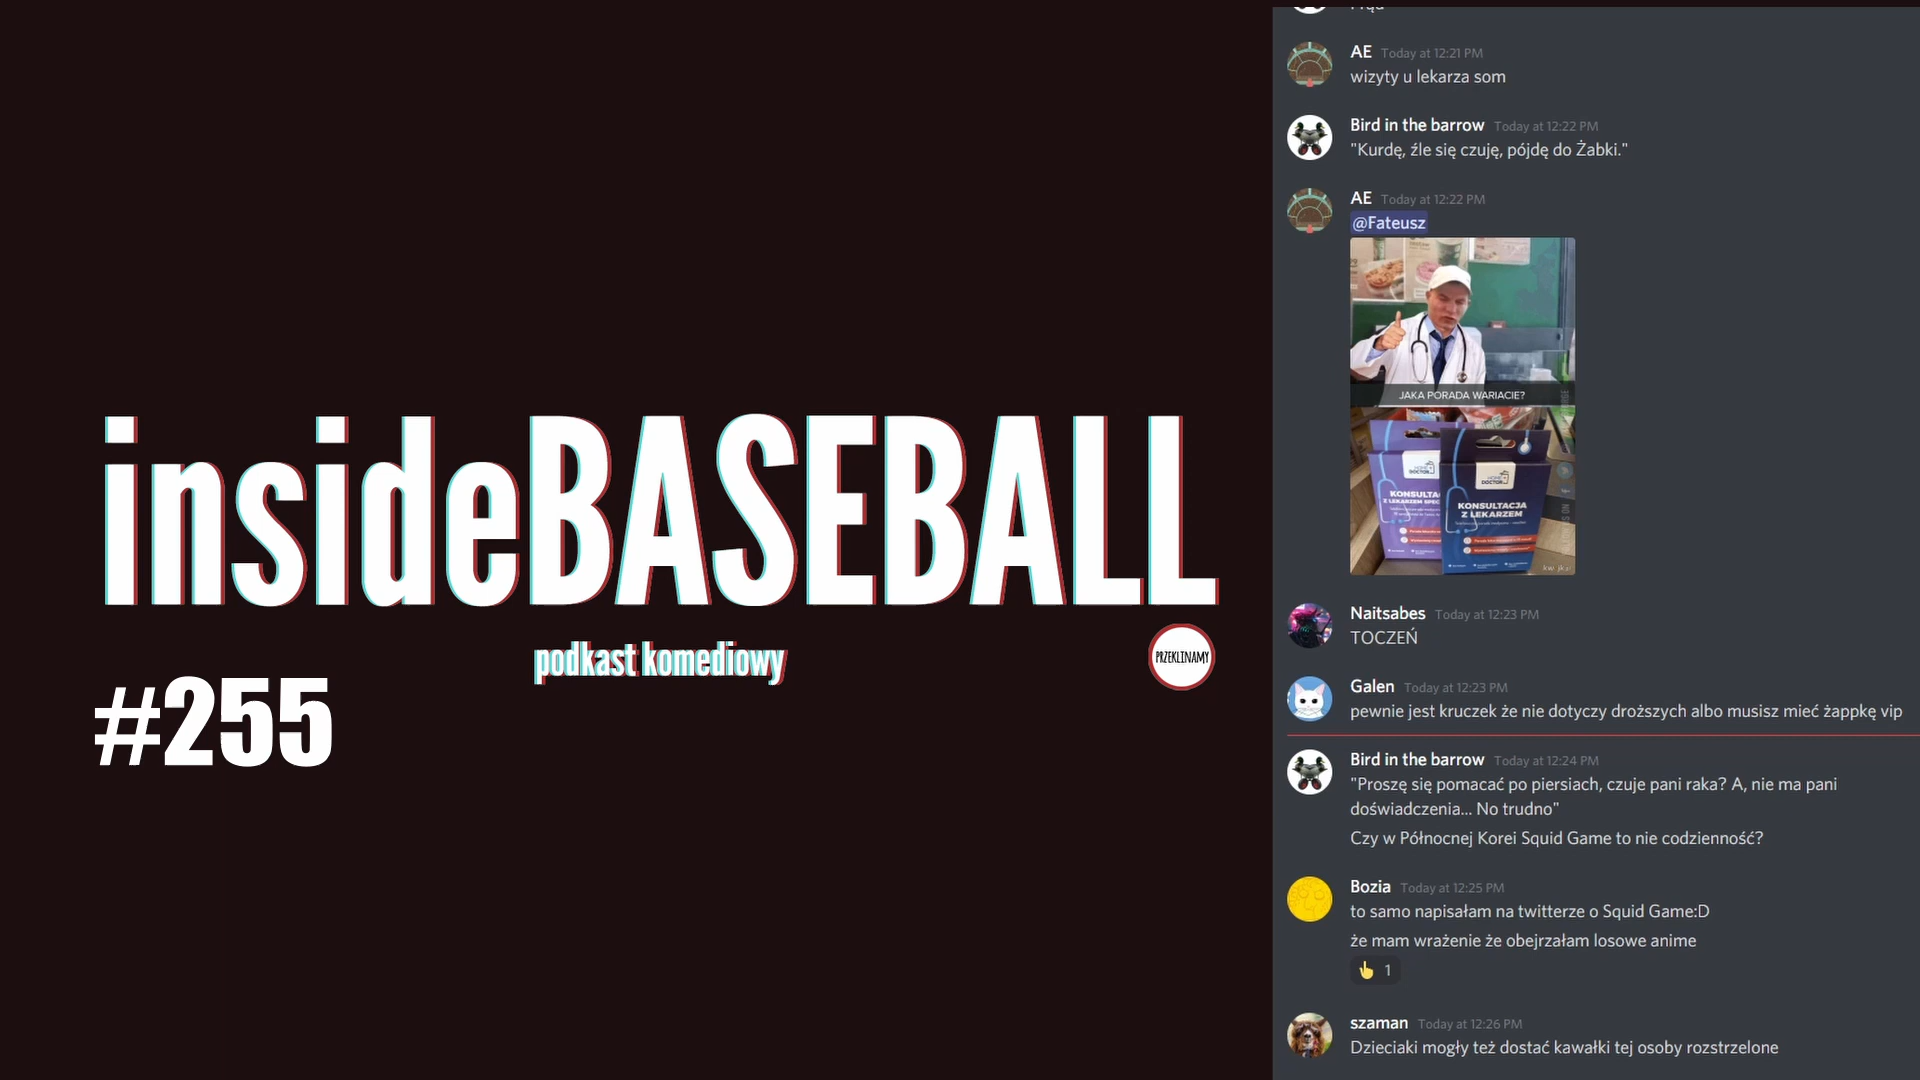 insideBASEBALL
podkast komediowy
PRZEKLINAMY
#255
AE Today at 12:21 PM
wizyty u lekarza som
Bird in the barrow Today at 12:22 PM
"Kurdę, źle się czuję, pójdę do Żabki."
AE Today at 12:22 PM
@Fateusz
JAKA PORADA WARIACIE?
HOME DOCTOR
KONSULTAC
Z LEKARZEM SPEC
HOME DOCTOR
KONSULTACJA
Z LEKARZEM
Naitsabes Today at 12:23 PM
TOCZEŃ
Galen Today at 12:23 PM
pewnie jest kruczek że nie dotyczy droższych albo musisz mieć żappkę vip
Bird in the barrow Today at 12:24 PM
"Proszę się pomacać po piersiach, czuje pani raka? A, nie ma pani
doświadczenia... No trudno"
Czy w Północnej Korei Squid Game to nie codzienność?
Bozia Today at 12:25 PM
to samo napisałam na twitterze o Squid Game:D
że mam wrażenie że obejrzałam losowe anime
1
szaman Today at 12:26 PM
Dzieciaki mogły też dostać kawałki tej osoby rozstrzelone